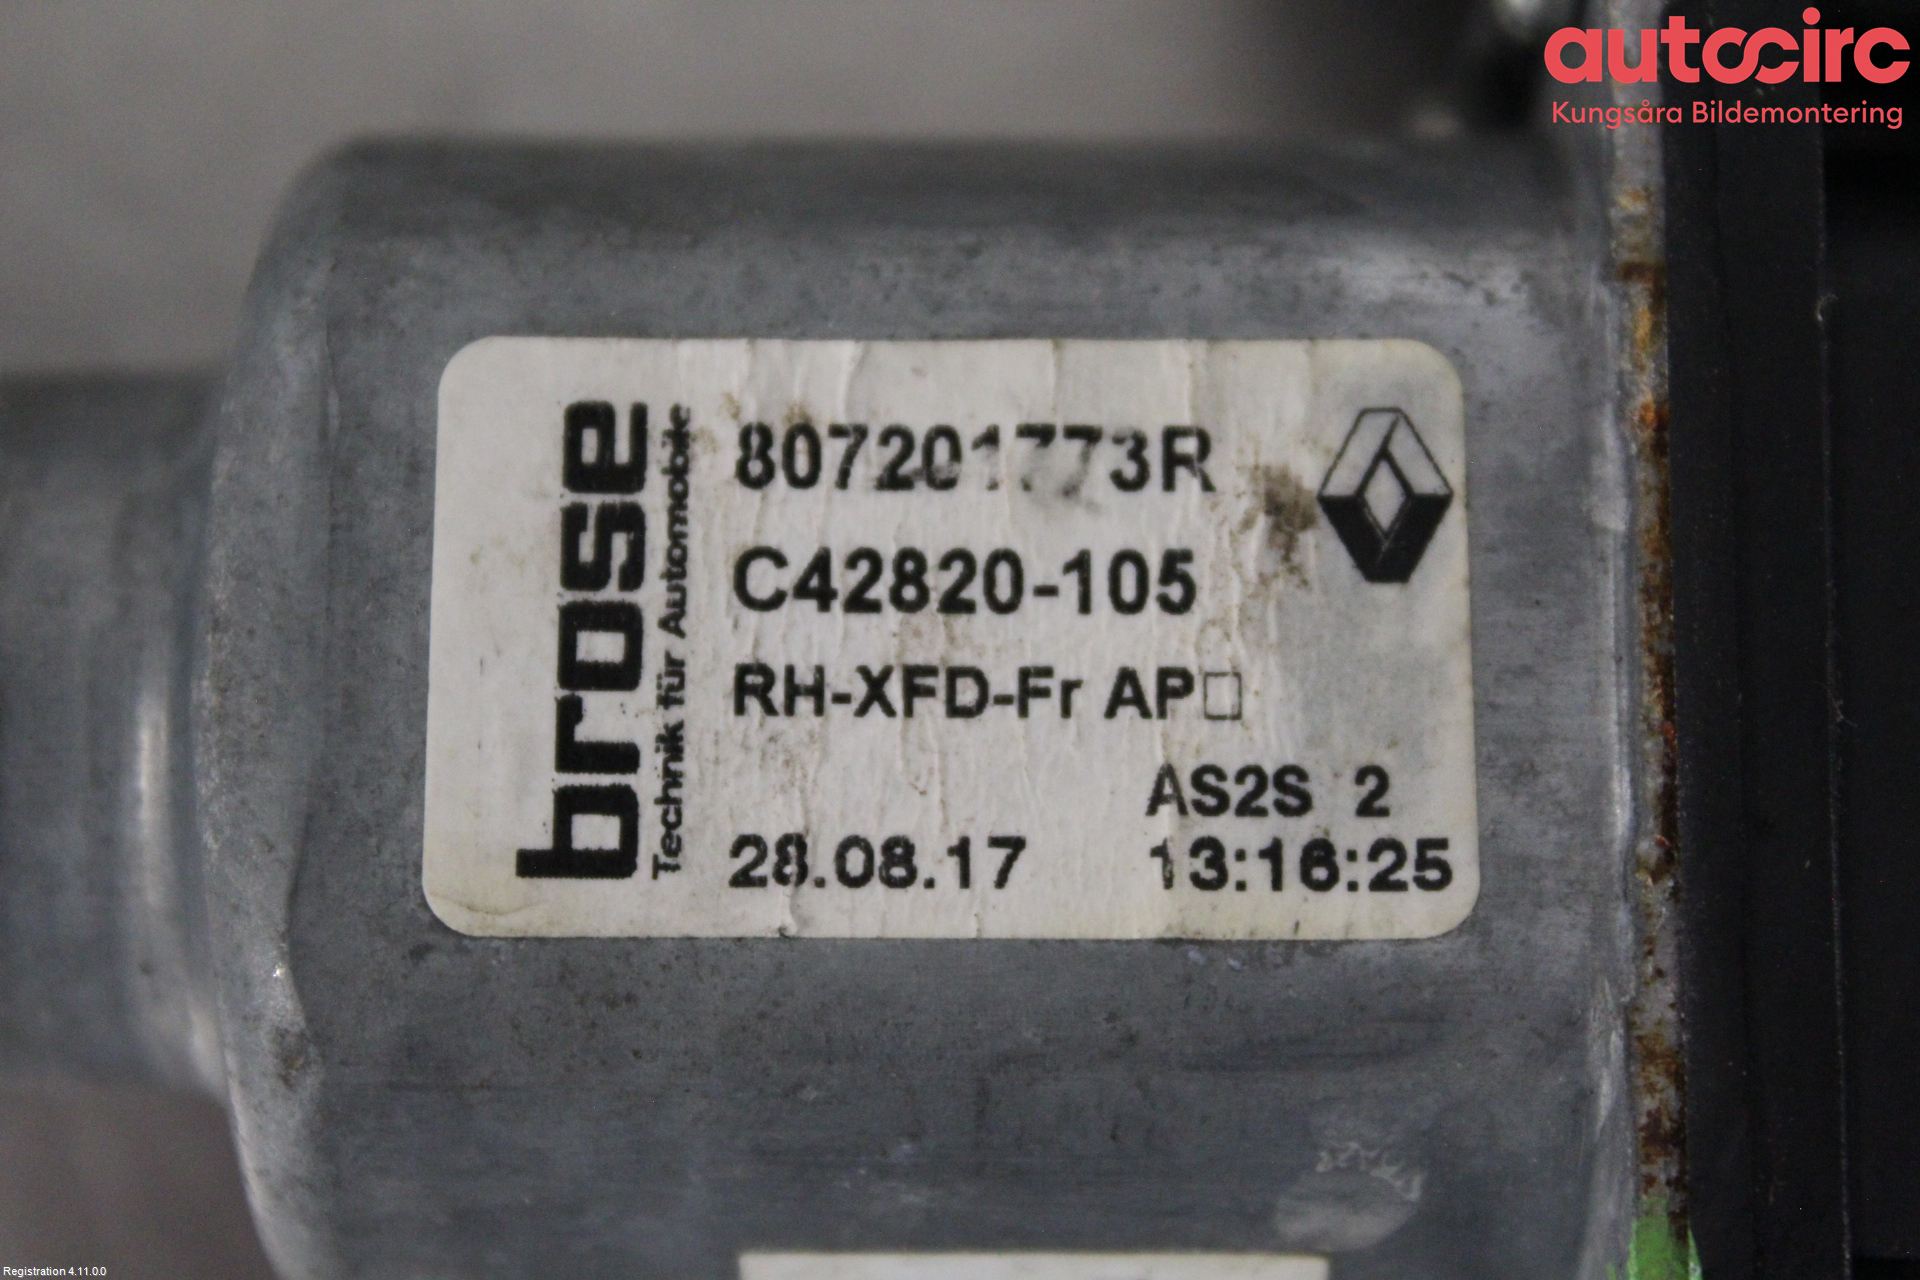 autocirc
Kungsåra Bildemontering
brose
Technik für Automobile
807201773R
C42820-105
RH-XFD-Fr AP□
AS2S 2
28.08.17 13:16:25
Registration 4.11.0.0